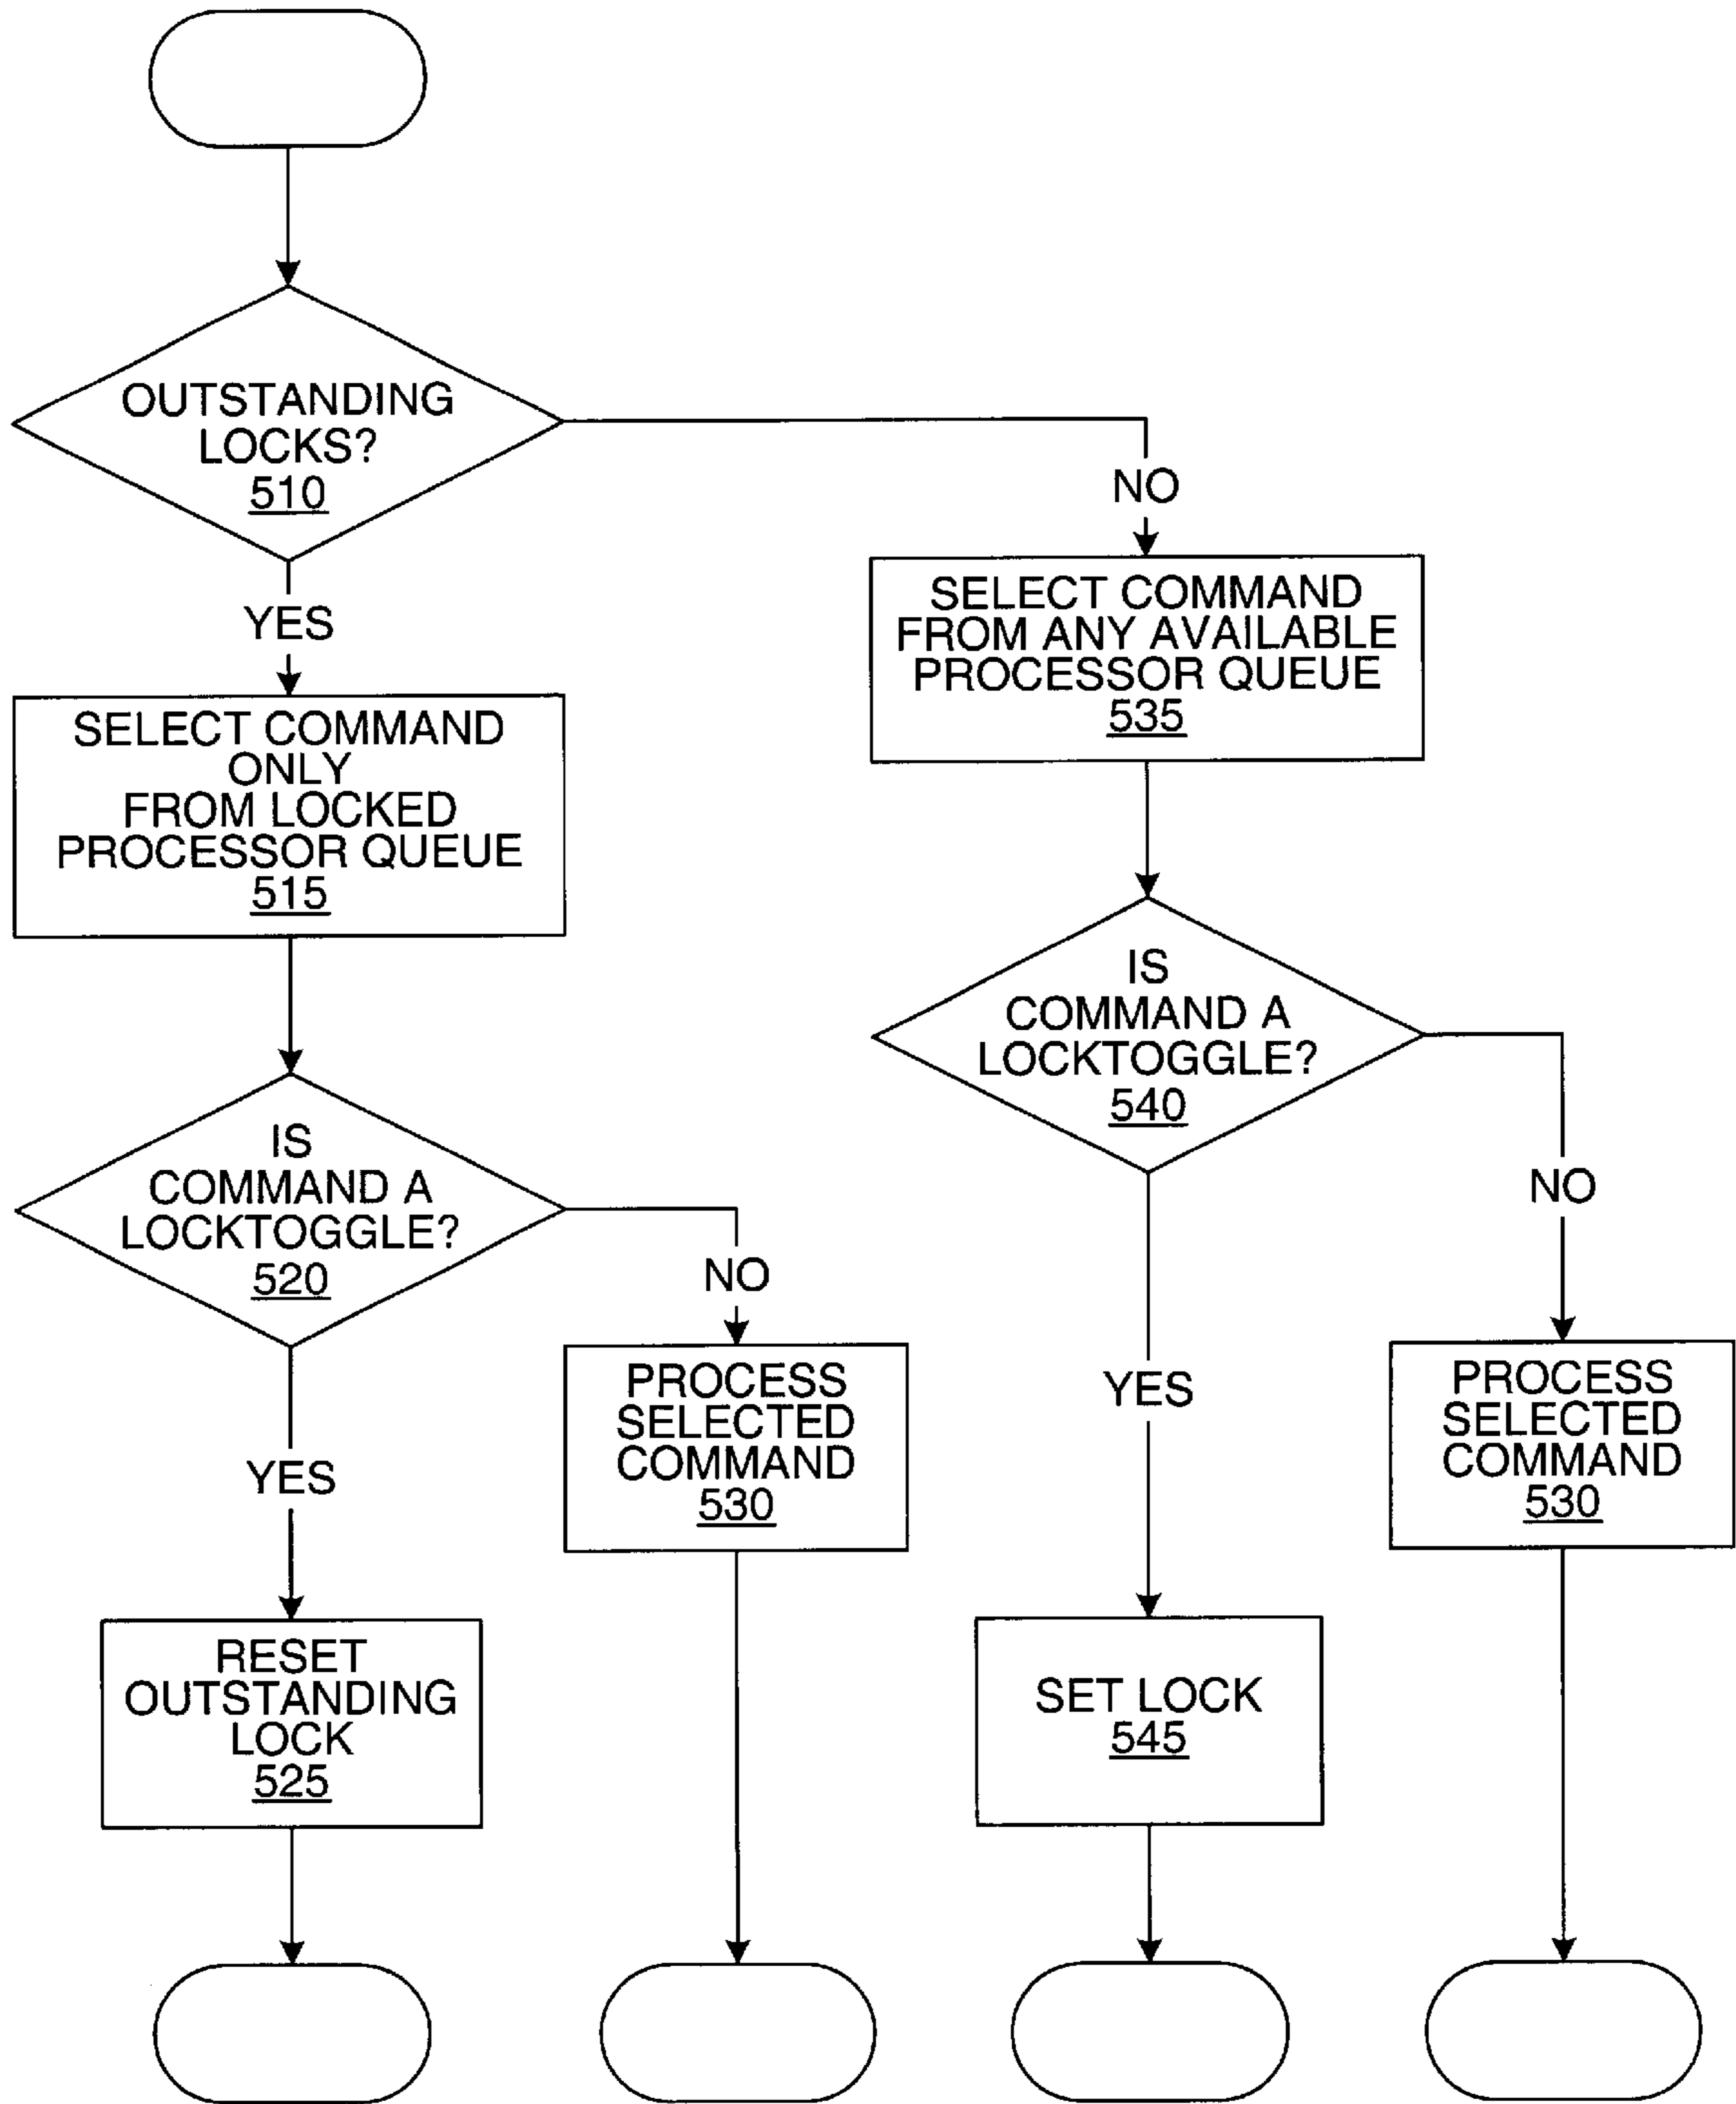 OUTSTANDING
LOCKS?
510
NO
YES
SELECT COMMAND
FROM ANY AVAILABLE
PROCESSOR QUEUE
535
SELECT COMMAND
ONLY
FROM LOCKED
PROCESSOR QUEUE
515
IS
COMMAND A
LOCKTOGGLE?
540
IS
COMMAND A
LOCKTOGGLE?
520
NO
NO
YES
YES
PROCESS
SELECTED
COMMAND
530
PROCESS
SELECTED
COMMAND
530
RESET
OUTSTANDING
LOCK
525
SET LOCK
545